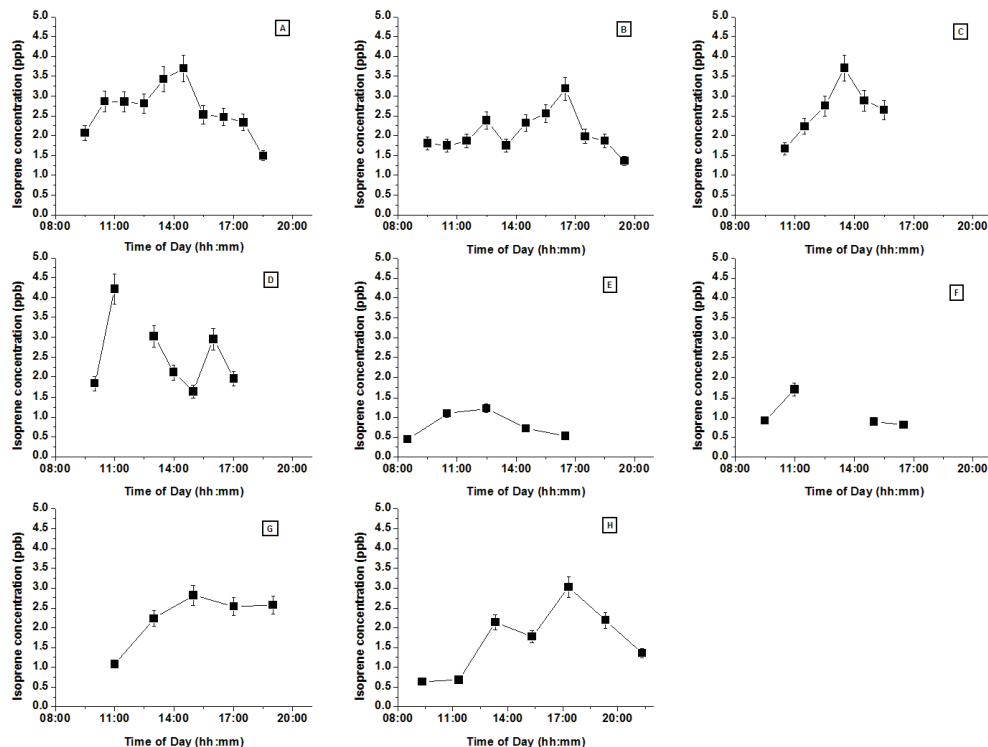 Isoprene concentration (ppb)
5.0
4.5
4.0
3.5
3.0
2.5
2.0
1.5
1.0
0.5
0.0
A
08:00 11:00 14:00 17:00 20:00
Time of Day (hh:mm)
Isoprene concentration (ppb)
5.0
4.5
4.0
3.5
3.0
2.5
2.0
1.5
1.0
0.5
0.0
B
08:00 11:00 14:00 17:00 20:00
Time of Day (hh:mm)
Isoprene concentration (ppb)
5.0
4.5
4.0
3.5
3.0
2.5
2.0
1.5
1.0
0.5
0.0
C
08:00 11:00 14:00 17:00 20:00
Time of Day (hh:mm)
Isoprene concentration (ppb)
5.0
4.5
4.0
3.5
3.0
2.5
2.0
1.5
1.0
0.5
0.0
D
08:00 11:00 14:00 17:00 20:00
Time of Day (hh:mm)
Isoprene concentration (ppb)
5.0
4.5
4.0
3.5
3.0
2.5
2.0
1.5
1.0
0.5
0.0
E
08:00 11:00 14:00 17:00 20:00
Time of Day (hh:mm)
Isoprene concentration (ppb)
5.0
4.5
4.0
3.5
3.0
2.5
2.0
1.5
1.0
0.5
0.0
F
08:00 11:00 14:00 17:00 20:00
Time of Day (hh:mm)
Isoprene concentration (ppb)
5.0
4.5
4.0
3.5
3.0
2.5
2.0
1.5
1.0
0.5
0.0
G
08:00 11:00 14:00 17:00 20:00
Time of Day (hh:mm)
Isoprene concentration (ppb)
5.0
4.5
4.0
3.5
3.0
2.5
2.0
1.5
1.0
0.5
0.0
H
08:00 11:00 14:00 17:00 20:00
Time of Day (hh:mm)